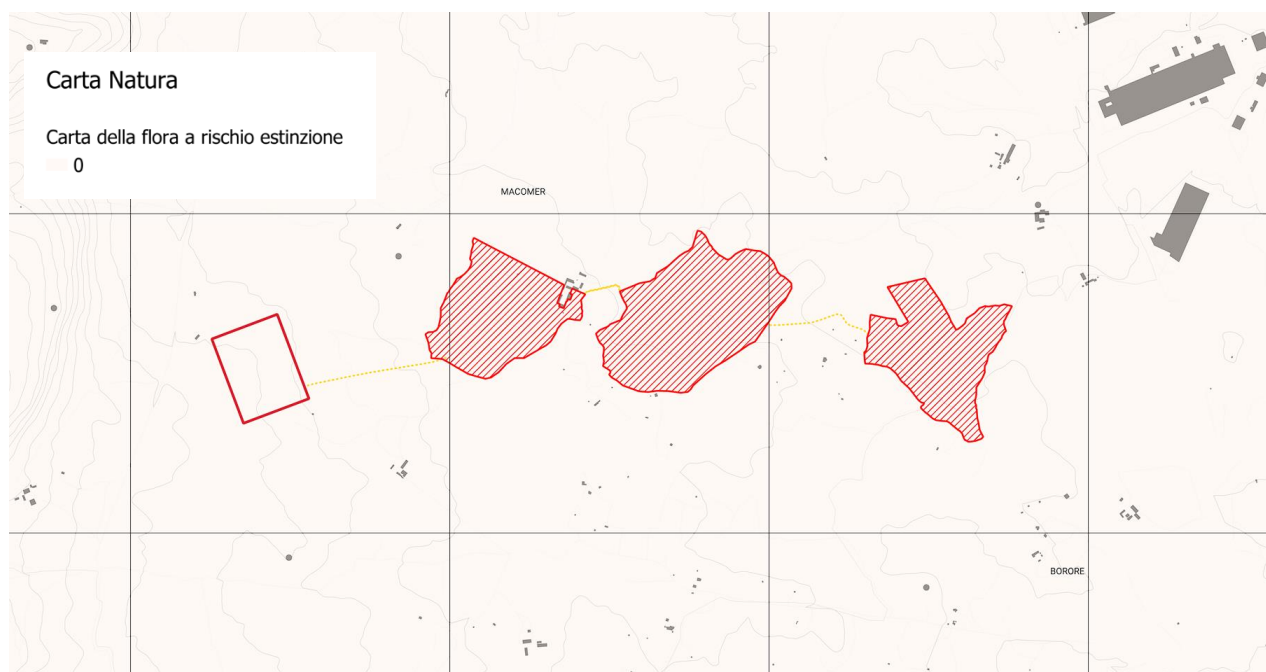 Carta Natura
Carta della flora a rischio estinzione
0
MACOMER
BORORE